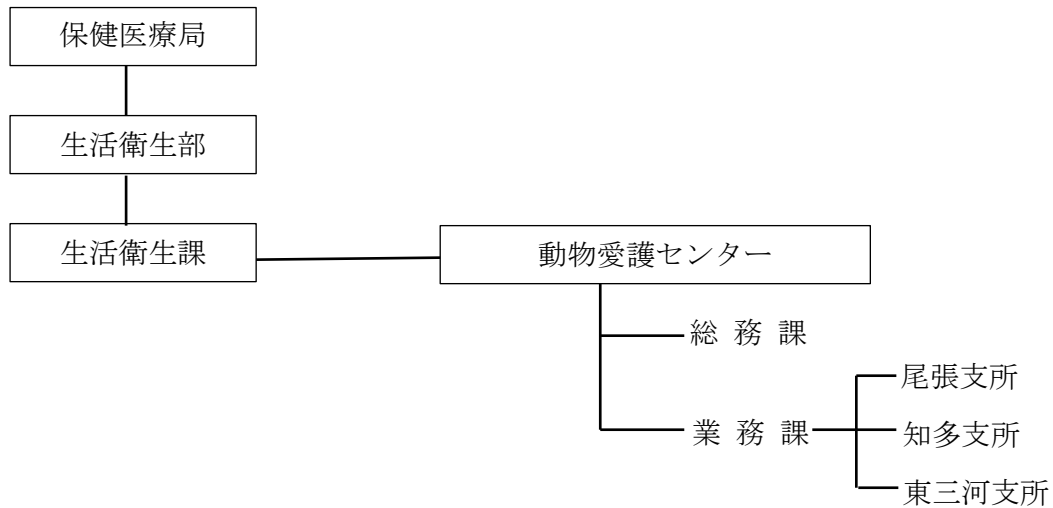 保健医療局
生活衛生部
生活衛生課
動物愛護センター
総 務 課
尾張支所
業 務 課
知多支所
東三河支所